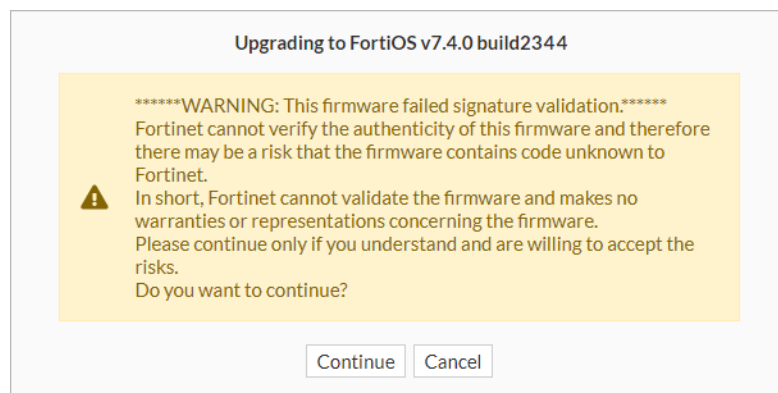 Upgrading to FortiOS v7.4.0 build2344
******WARNING: This firmware failed signature validation.******
Fortinet cannot verify the authenticity of this firmware and therefore
there may be a risk that the firmware contains code unknown to
Fortinet.
In short, Fortinet cannot validate the firmware and makes no
warranties or representations concerning the firmware.
Please continue only if you understand and are willing to accept the
risks.
Do you want to continue?
Continue Cancel